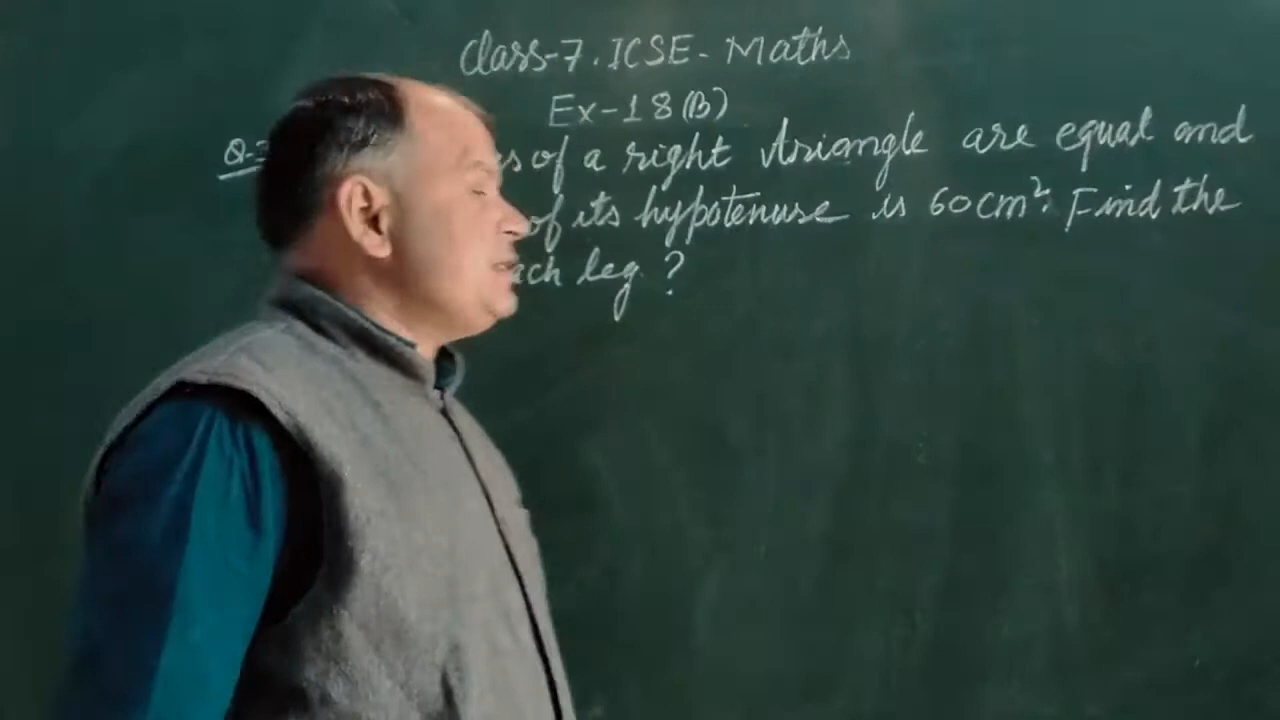 Class-7. ICSE-Maths
Ex-18(B)
of a right triangle are equal and
of its hypotenuse is 60cm². Find the
leg. ?